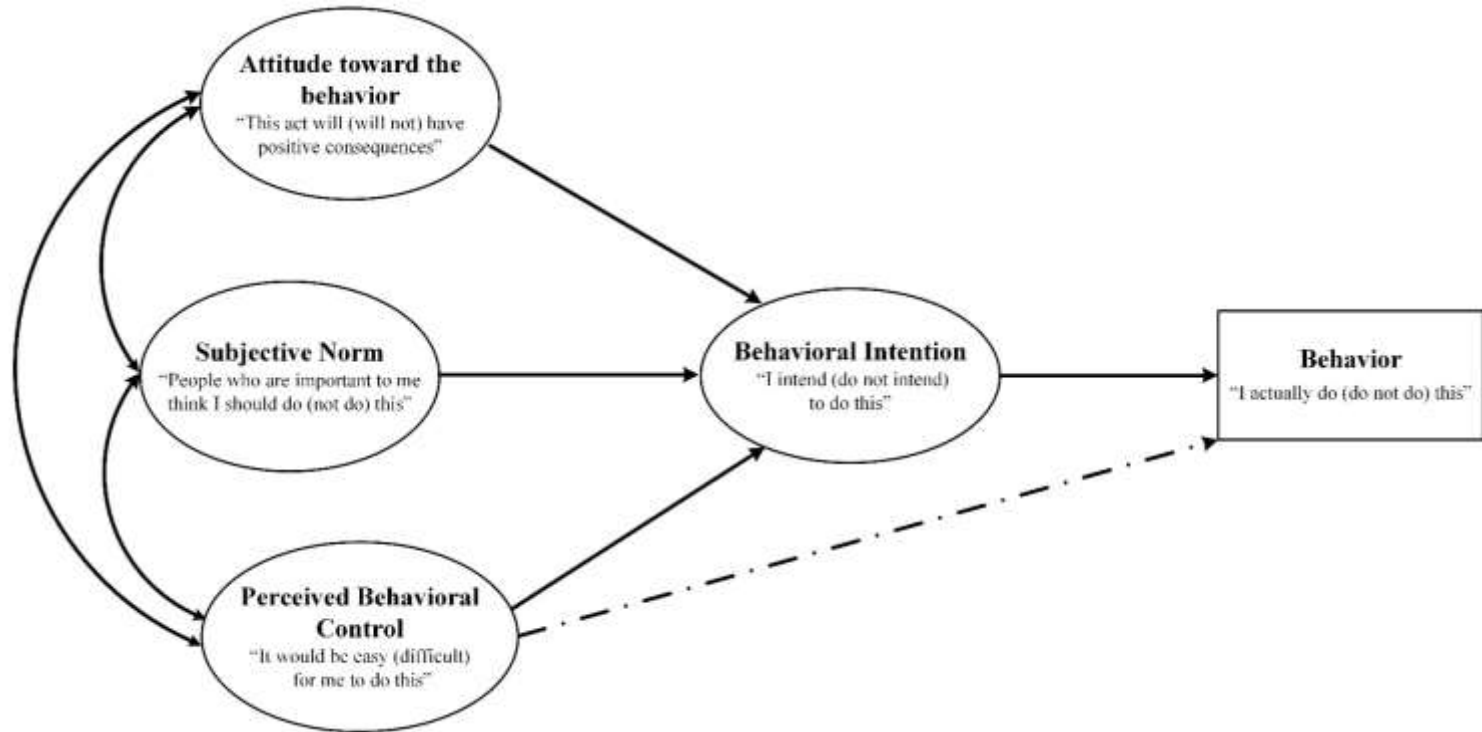 Attitude toward the
behavior
“This act will (will not) have
positive consequences”
Subjective Norm
“People who are important to me
think I should do (not do) this”
Perceived Behavioral
Control
“It would be easy (difficult)
for me to do this”
Behavioral Intention
“I intend (do not intend)
to do this”
Behavior
“I actually do (do not do) this”